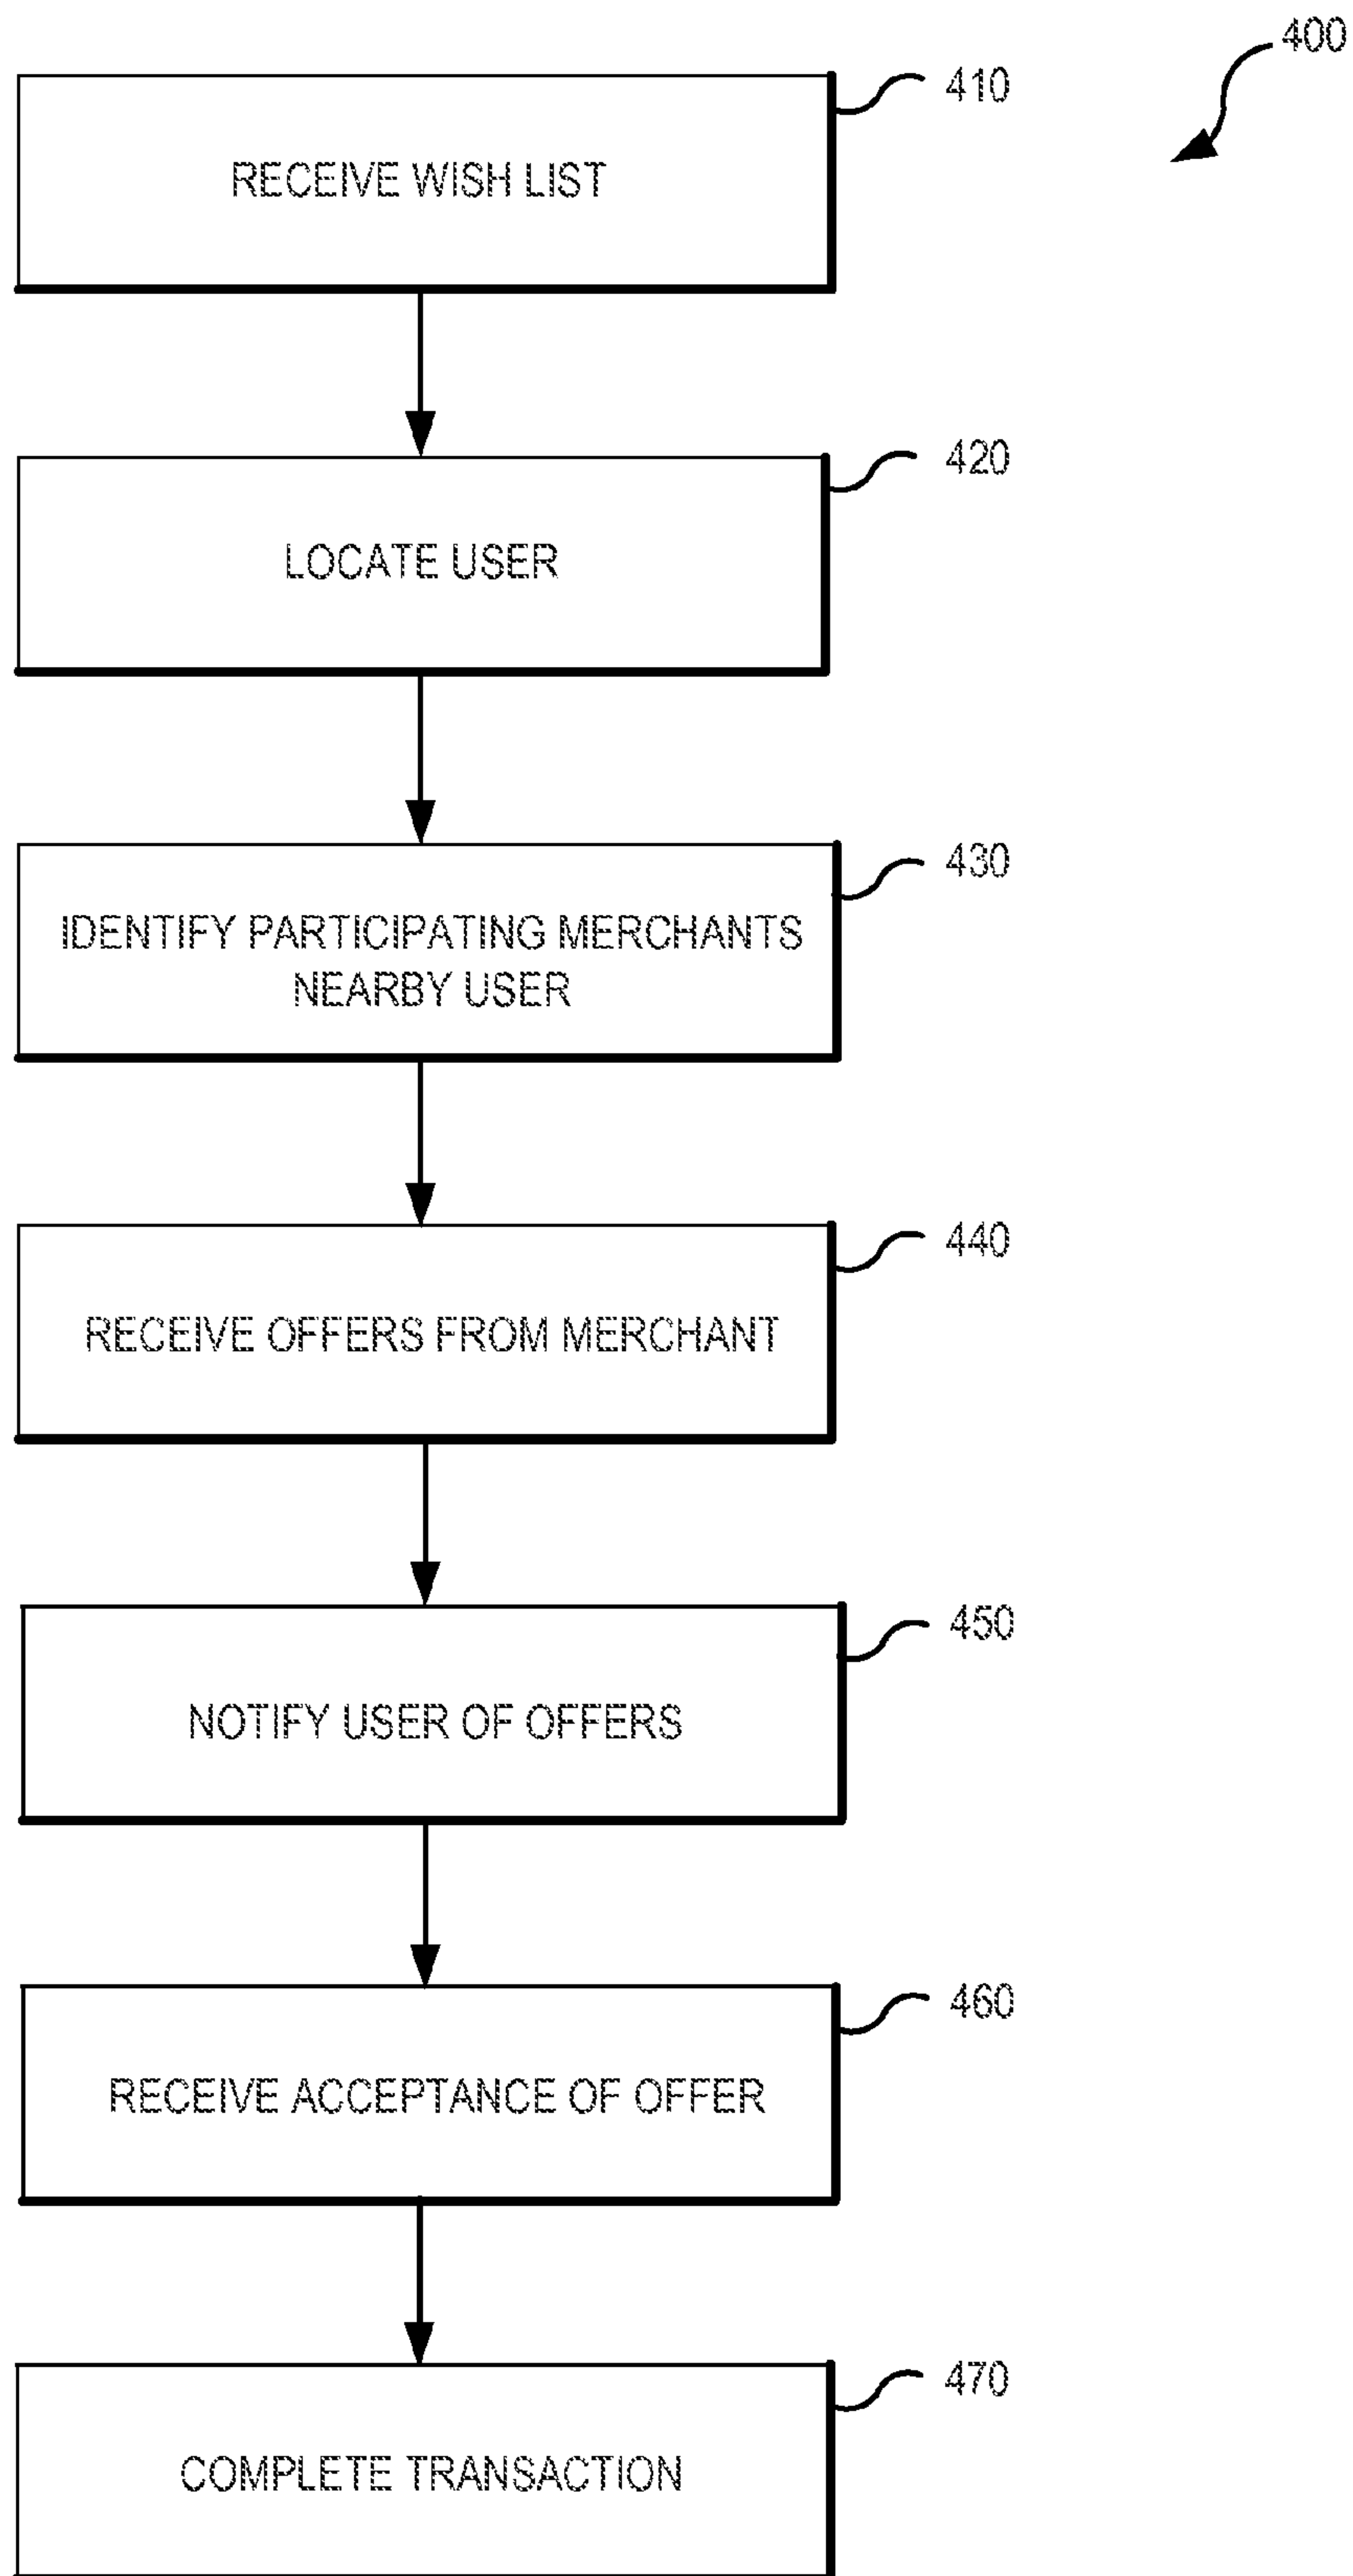 400
410
RECEIVE WISH LIST
420
LOCATE USER
430
IDENTIFY PARTICIPATING MERCHANTS
NEARBY USER
440
RECEIVE OFFERS FROM MERCHANT
450
NOTIFY USER OF OFFERS
460
RECEIVE ACCEPTANCE OF OFFER
470
COMPLETE TRANSACTION